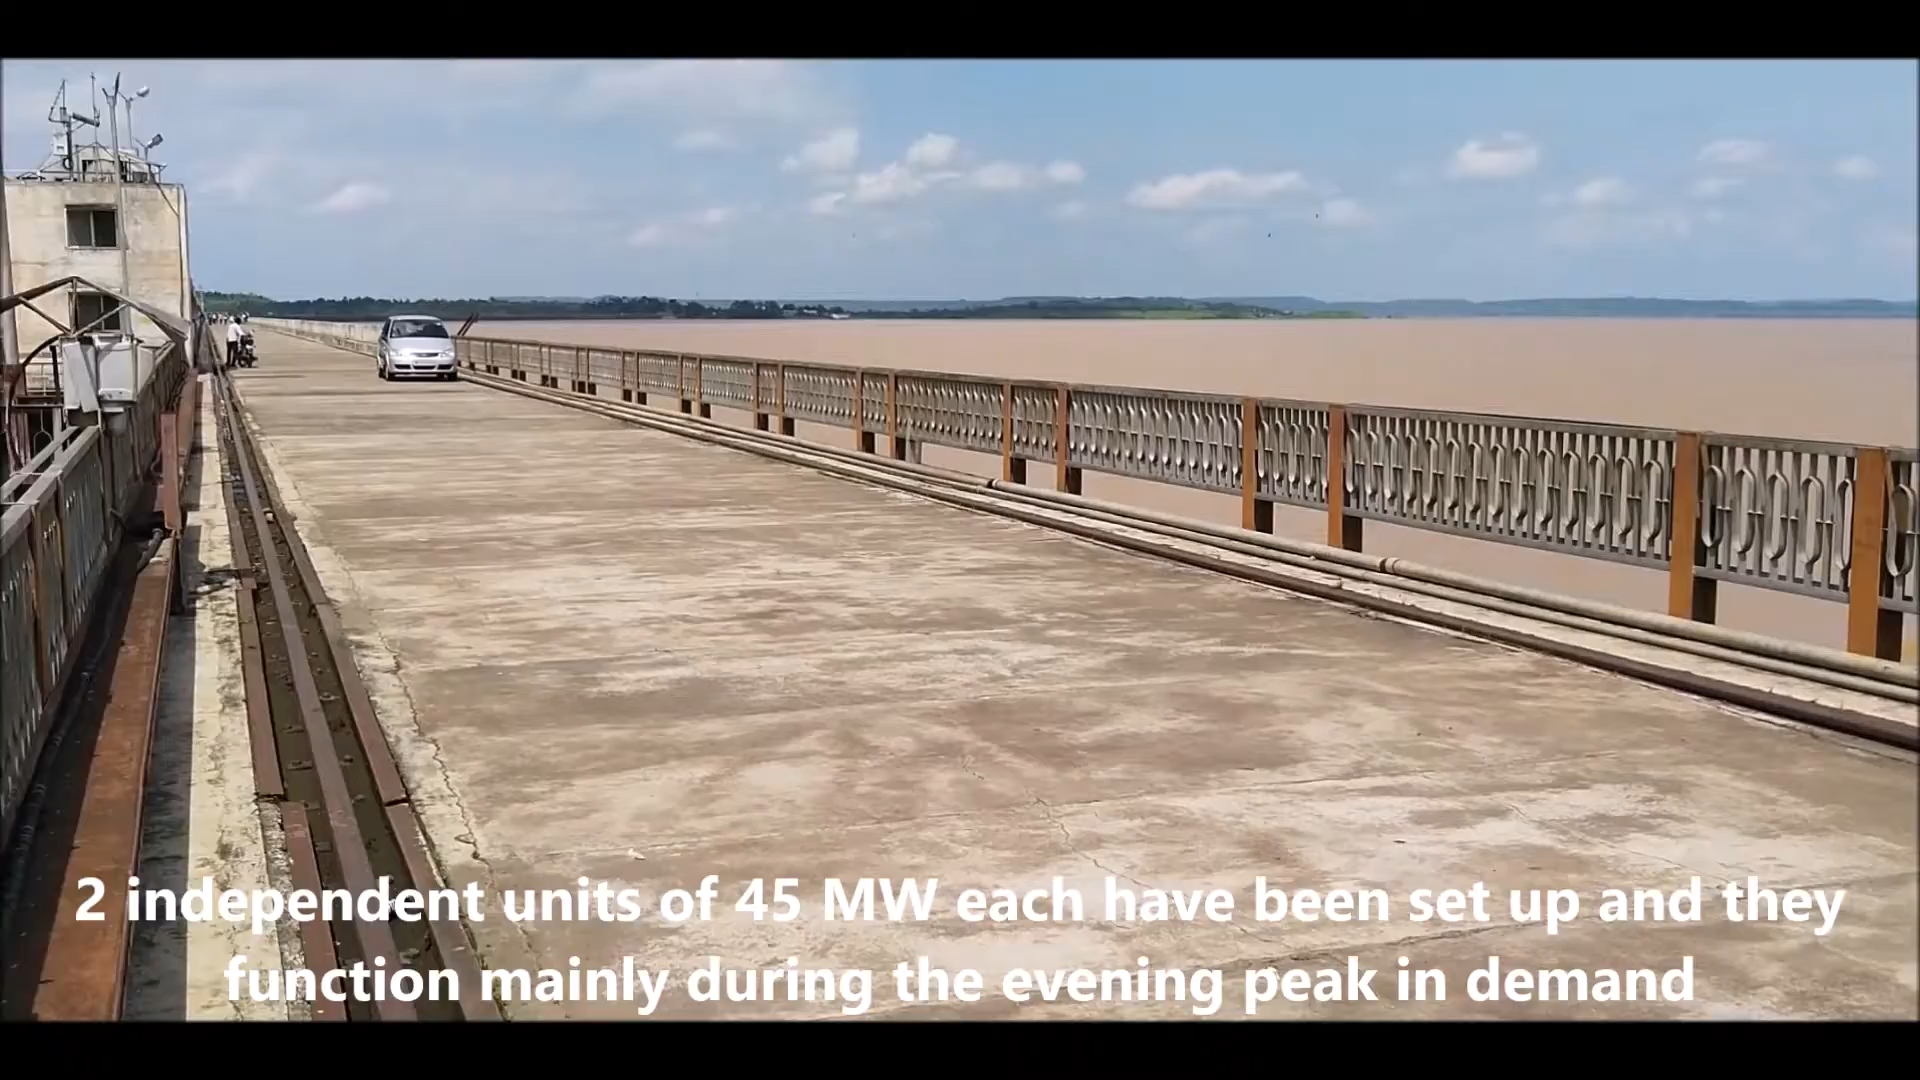 2 independent units of 45 MW each have been set up and they
function mainly during the evening peak in demand